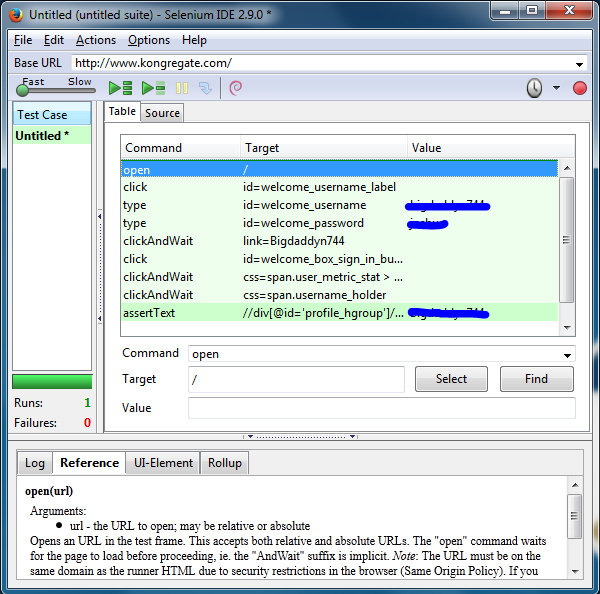 Untitled (untitled suite) - Selenium IDE 2.9.0 *
File Edit Actions Options Help
Base URL http://www.kongregate.com/
Fast Slow
Test Case
Untitled *
Table Source
Command Target Value
open /
click id=welcome_username_label
type id=welcome_username
type id=welcome_password
clickAndWait link=Bigdaddyn744
click id=welcome_box_sign_in_bu...
clickAndWait css=span.user_metric_stat > ...
clickAndWait css=span.username_holder
assertText //div[@id='profile_hgroup']/...
Command open
Target / Select Find
Value
Runs: 1
Failures: 0
Log Reference UI-Element Rollup
open(url)
Arguments:
• url - the URL to open; may be relative or absolute
Opens an URL in the test frame. This accepts both relative and absolute URLs. The "open" command waits
for the page to load before proceeding, ie. the "AndWait" suffix is implicit. Note: The URL must be on
the same domain as the runner HTML due to security restrictions in the browser (Same Origin Policy). If you